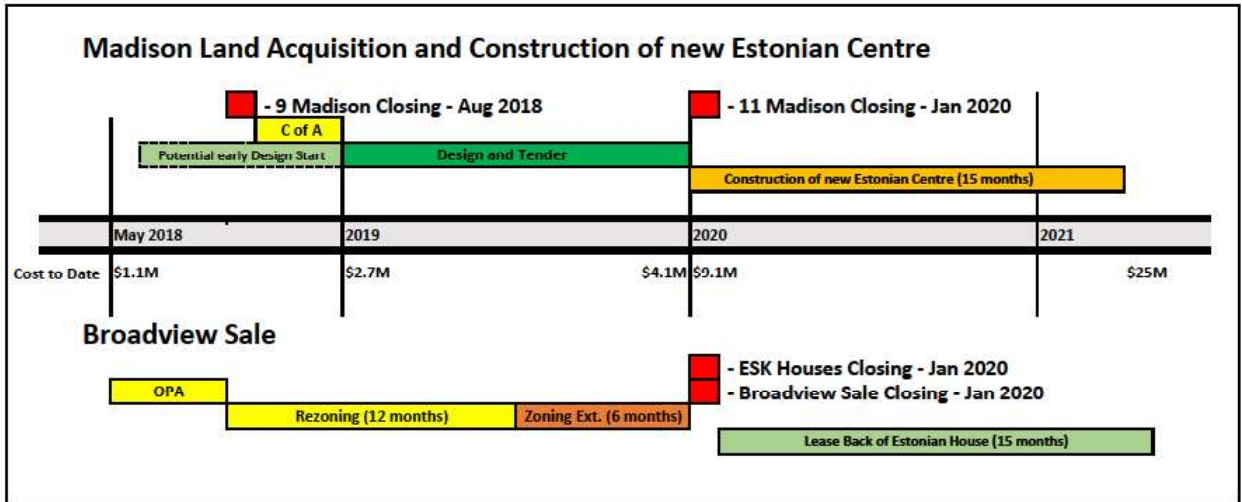 Madison Land Acquisition and Construction of new Estonian Centre
- 9 Madison Closing - Aug 2018
- 11 Madison Closing - Jan 2020
C of A
Potential early Design Start
Design and Tender
Construction of new Estonian Centre (15 months)
May 2018 2019 2020 2021
Cost to Date $1.1M $2.7M $4.1M $9.1M $25M
Broadview Sale
- ESK Houses Closing - Jan 2020
OPA
- Broadview Sale Closing - Jan 2020
Rezoning (12 months)
Zoning Ext. (6 months)
Lease Back of Estonian House (15 months)